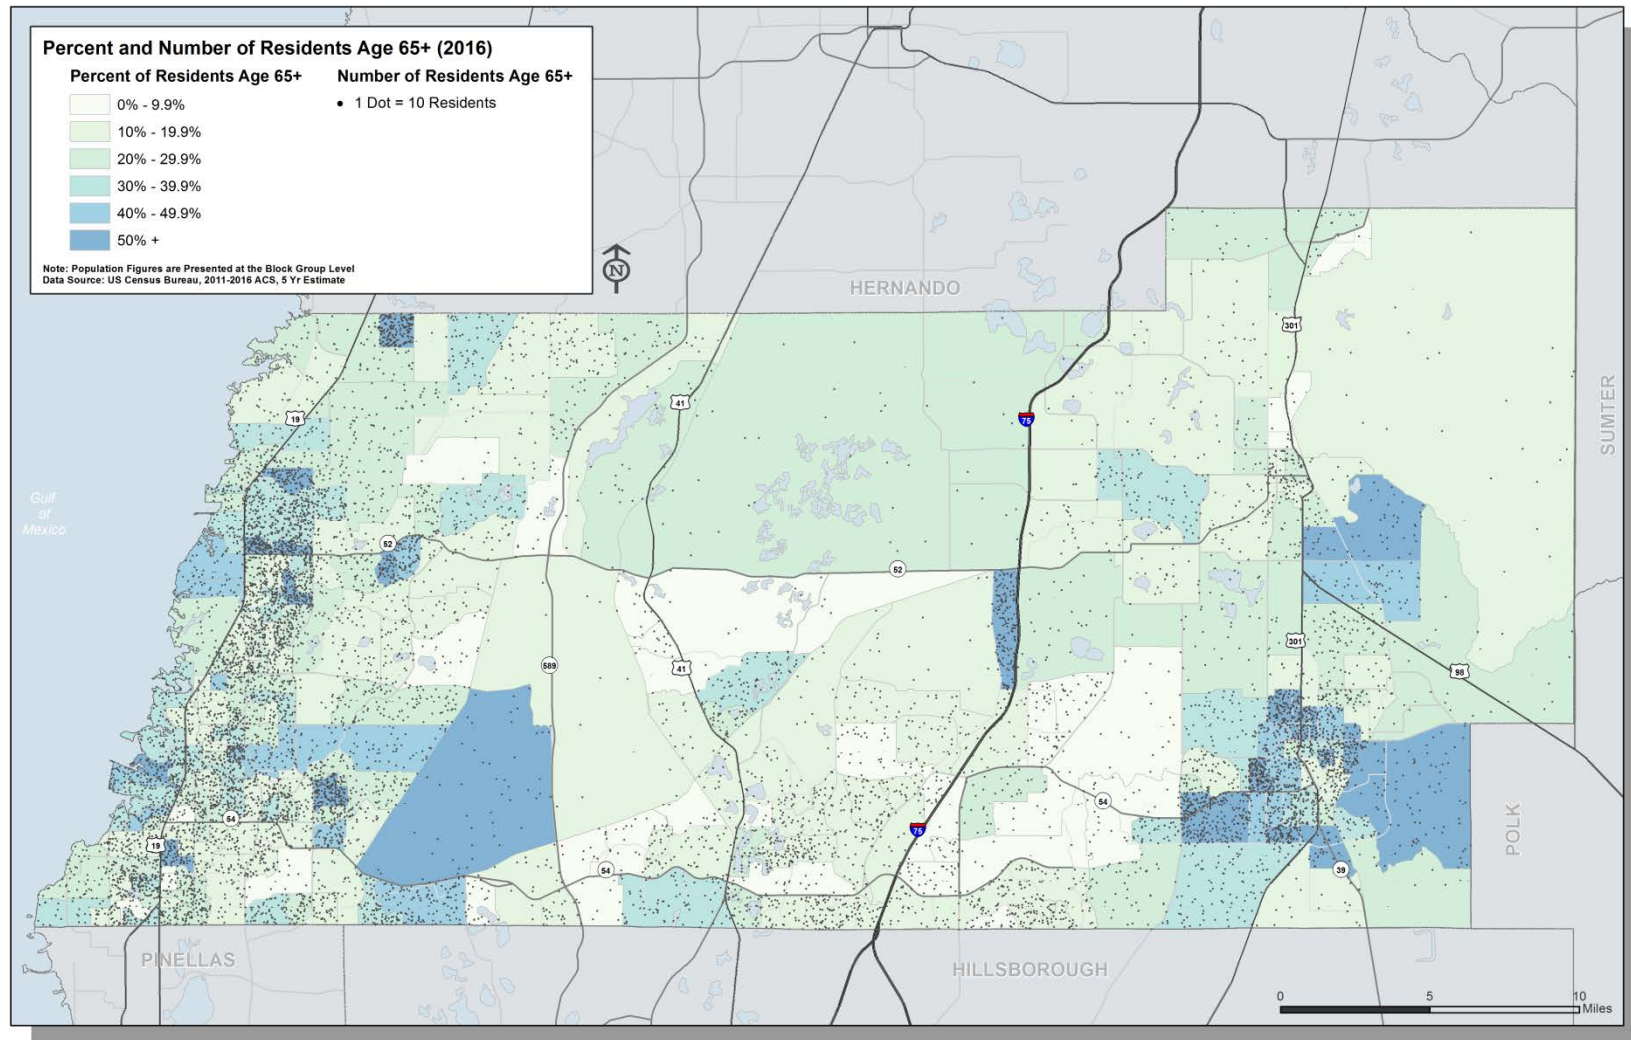 Percent and Number of Residents Age 65+ (2016)
Percent of Residents Age 65+
0% - 9.9%
10% - 19.9%
20% - 29.9%
30% - 39.9%
40% - 49.9%
50% +
Number of Residents Age 65+
1 Dot = 10 Residents
Note: Population Figures are Presented at the Block Group Level
Data Source: US Census Bureau, 2011-2016 ACS, 5 Yr Estimate
N
HERNANDO
301
SUMTER
41
19
75
Gulf
of
Mexico
52
52
301
589
41
98
54
54
POLK
19
75
54
39
PINELLAS
HILLSBOROUGH
0 5 10
Miles